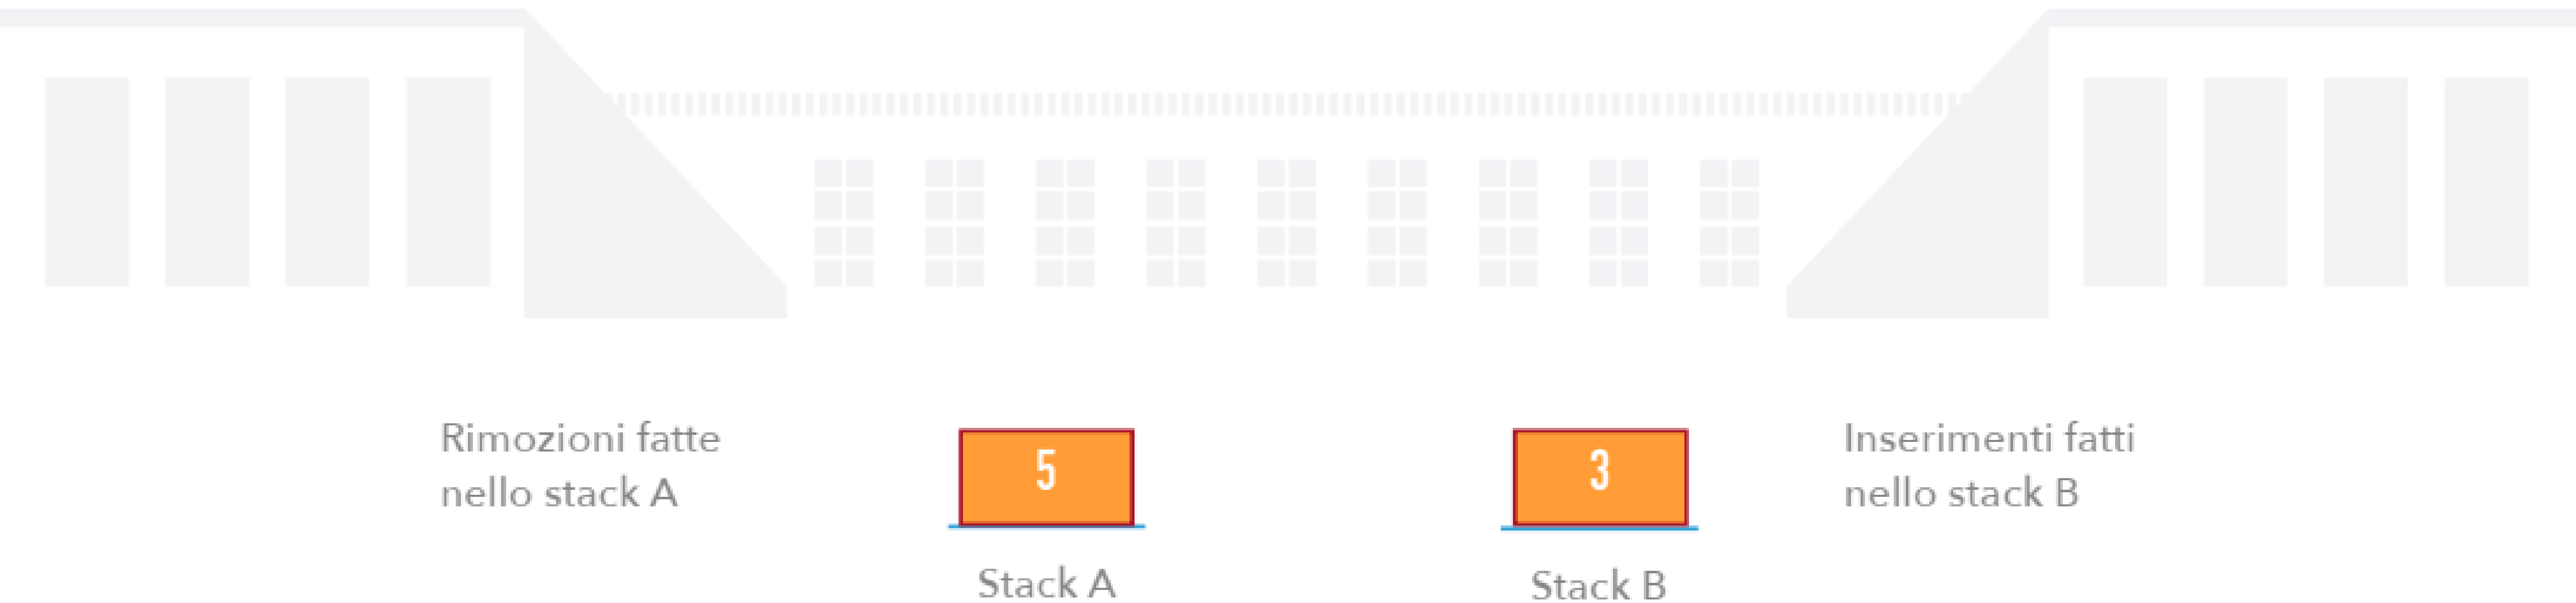 Rimozioni fatte
nello stack A
5
Stack A
3
Stack B
Inserimenti fatti
nello stack B